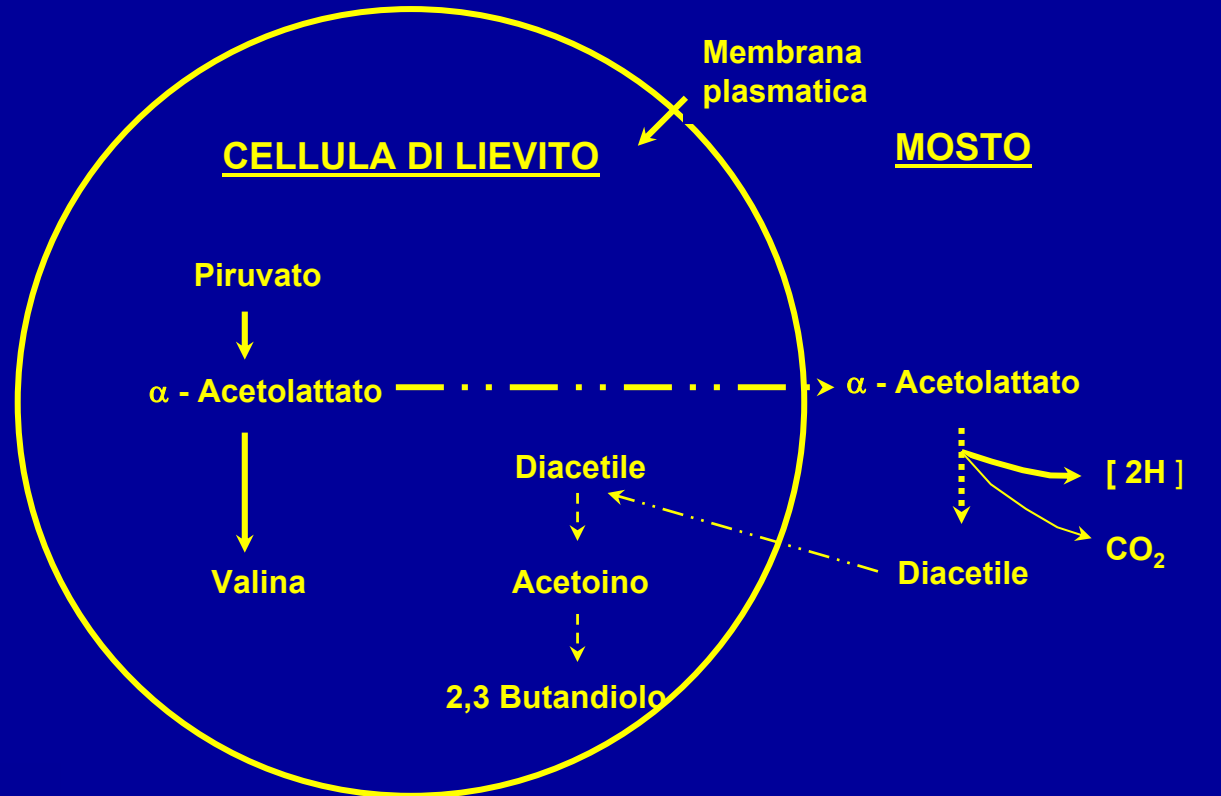 Membrana
plasmatica
CELLULA DI LIEVITO
MOSTO
Piruvato
α - Acetolattato
α - Acetolattato
Diacetile
[ 2H ]
CO₂
Valina
Acetoino
Diacetile
2,3 Butandiolo